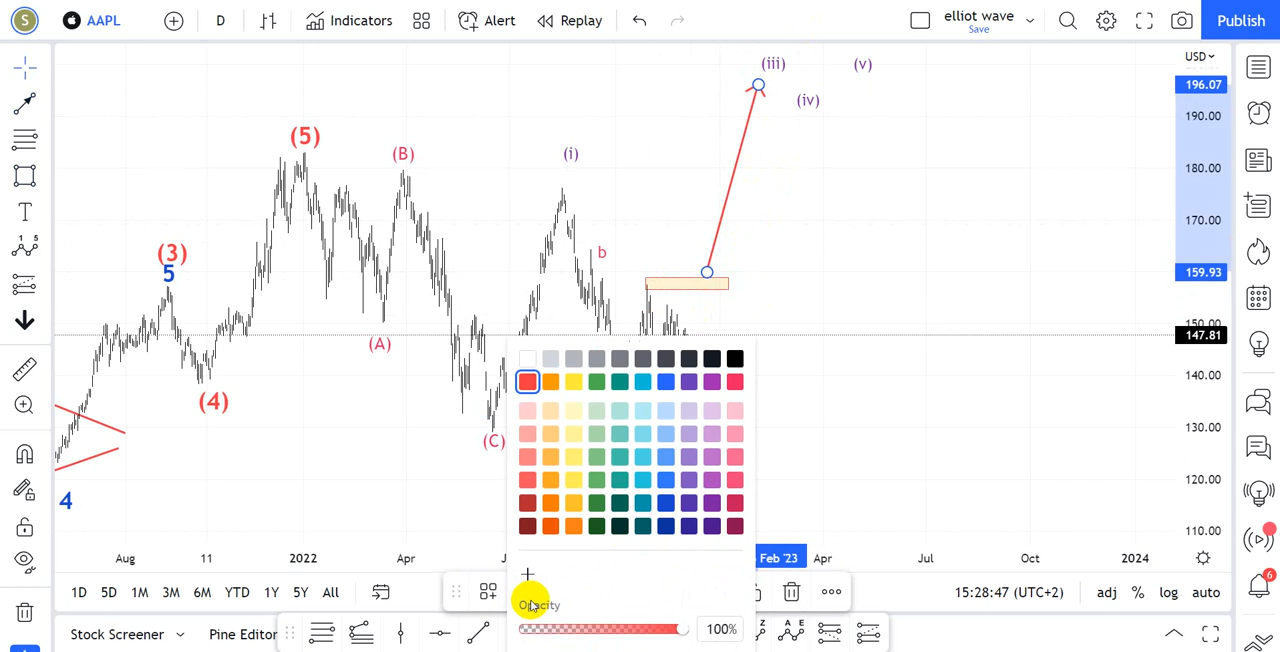 S AAPL D Indicators Alert Replay elliot wave Publish
Save
USD
(iii) (v)
196.07
(iv)
190.00
(5)
(B) (i)
180.00
170.00
(3) b
5
159.93
150.00
(A) 147.81
140.00
(4)
130.00
(C)
120.00
4
110.00
Aug 11 2022 Apr Feb '23 Apr Jul Oct 2024
1D 5D 1M 3M 6M YTD 1Y 5Y All 15:28:47 (UTC+2) adj % log auto
Opacity
100%
Stock Screener Pine Editor
6